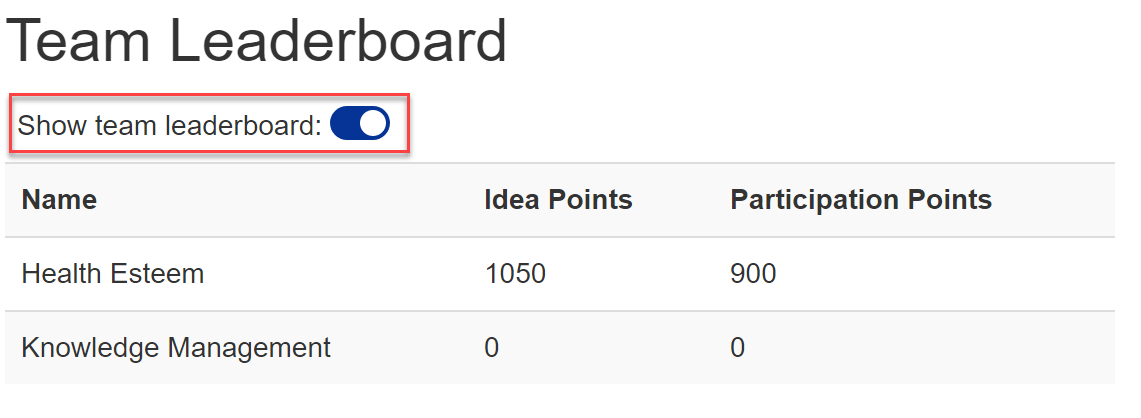 Team Leaderboard
Show team leaderboard:
Name Idea Points Participation Points
Health Esteem 1050 900
Knowledge Management 0 0